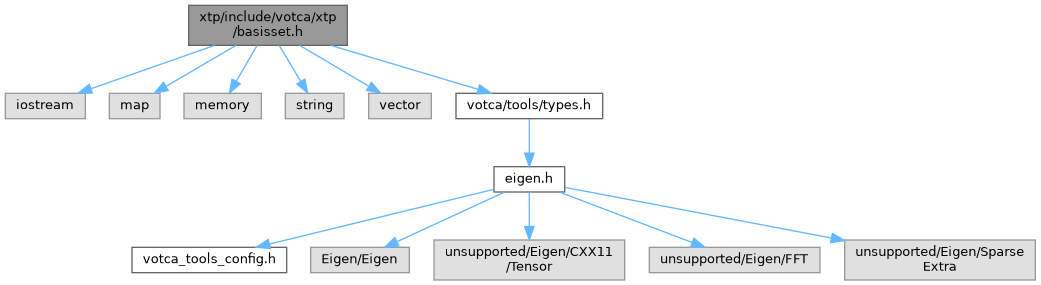 xtp/include/votca/xtp
/basisset.h
iostream
map
memory
string
vector
votca/tools/types.h
eigen.h
votca_tools_config.h
Eigen/Eigen
unsupported/Eigen/CXX11
/Tensor
unsupported/Eigen/FFT
unsupported/Eigen/Sparse
Extra